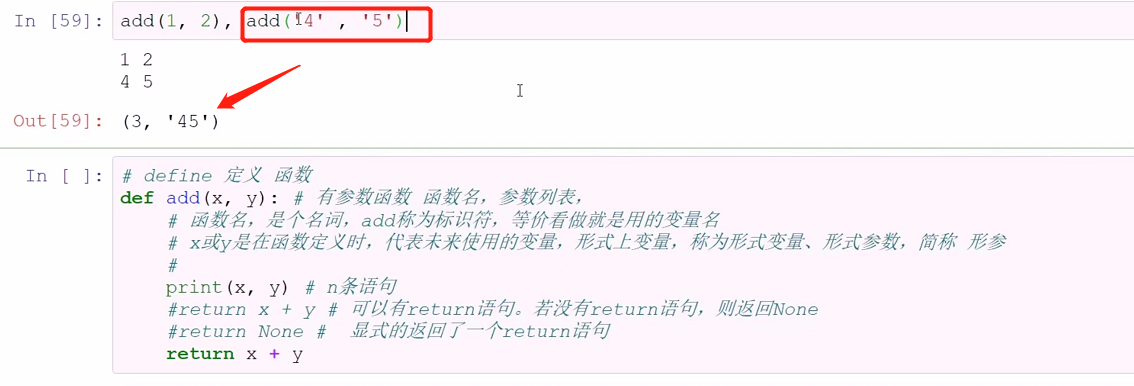 In [59]: add(1, 2), add('4' , '5')
1 2
4 5
Out[59]: (3, '45')
In [ ]: # define 定义 函数
def add(x, y): # 有参数函数 函数名，参数列表，
# 函数名，是个名词，add称为标识符，等价看做就是用的变量名
# x或y是在函数定义时，代表未来使用的变量，形式上变量，称为形式变量、形式参数，简称 形参
#
print(x, y) # n条语句
#return x + y # 可以有return语句。若没有return语句，则返回None
#return None # 显式的返回了一个return语句
return x + y